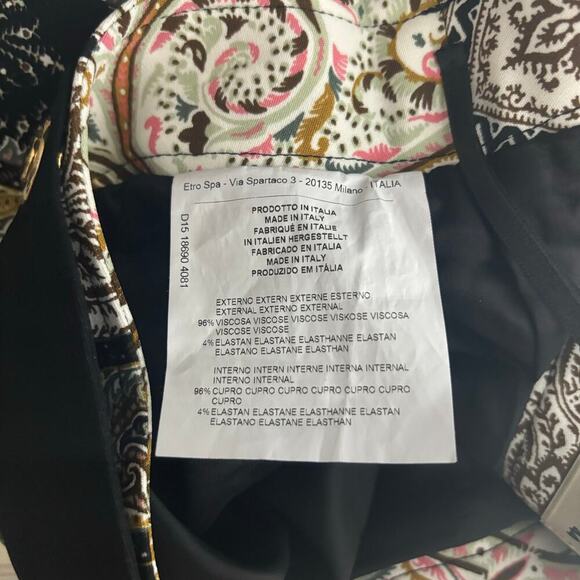 Etro Spa - Via Spartaco 3 - 20135 Milano - ITALIA
D15 18690 4081
PRODOTTO IN ITALIA
MADE IN ITALY
FABRIQUÉ EN ITALIE
IN ITALIEN HERGESTELLT
FABRICADO EN ITALIA
MADE IN ITALY
PRODUZIDO EM ITÁLIA
EXTERNO EXTERN EXTERNE ESTERNO
EXTERNAL EXTERNO EXTERNAL
96% VISCOSA VISCOSE VISCOSE VISKOSE VISCOSA
VISCOSE VISCOSE
4% ELASTAN ELASTANE ELASTHANNE ELASTAN
ELASTANO ELASTANE ELASTHAN
INTERNO INTERN INTERNE INTERNA INTERNAL
INTERNO INTERNAL
96% CUPRO CUPRO CUPRO CUPRO CUPRO CUPRO
CUPRO
4% ELASTAN ELASTANE ELASTHANNE ELASTAN
ELASTANO ELASTANE ELASTHAN